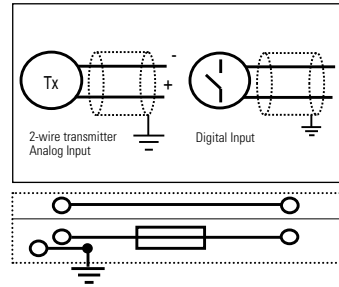 -
Tx
+
2-wire transmitter
Analog Input
Digital Input